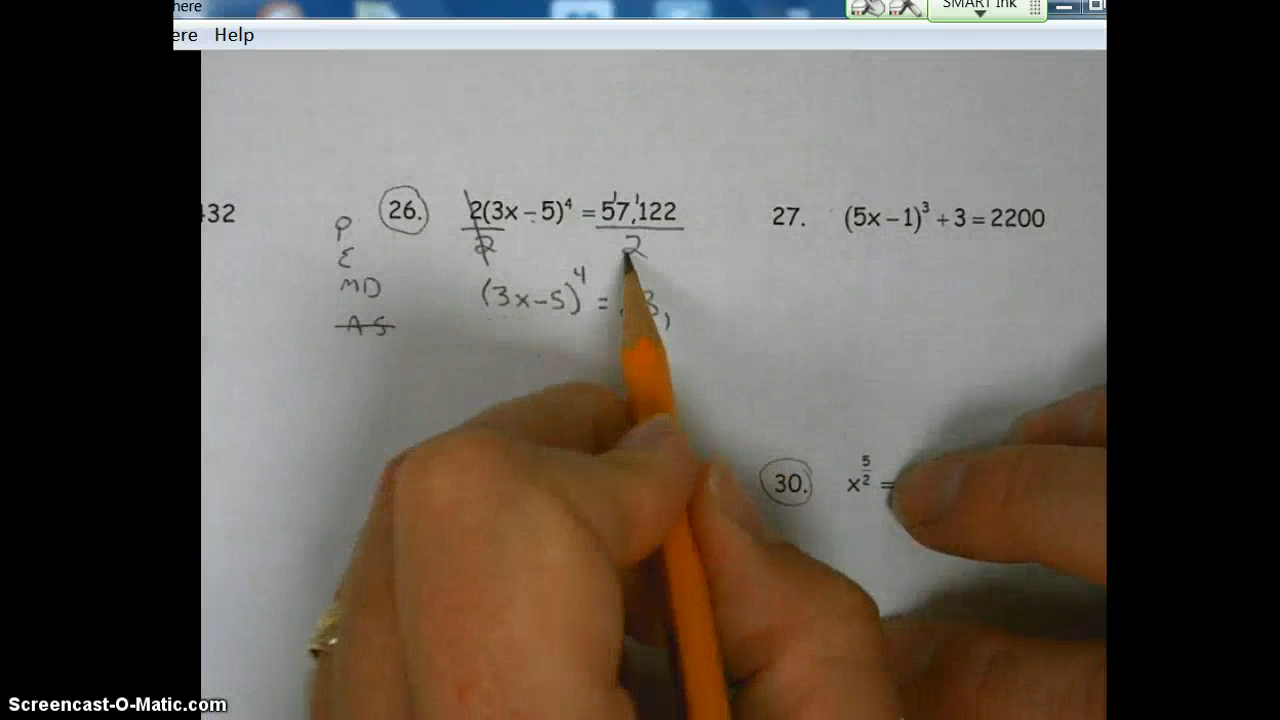 here
SMART Ink
ere Help
432
26. 2(3x – 5)⁴ = 57,122
2 2
P
E
MD
AS
(3x-5)⁴ =
27. (5x – 1)³ + 3 = 2200
30. x^(5/2) =
Screencast-O-Matic.com